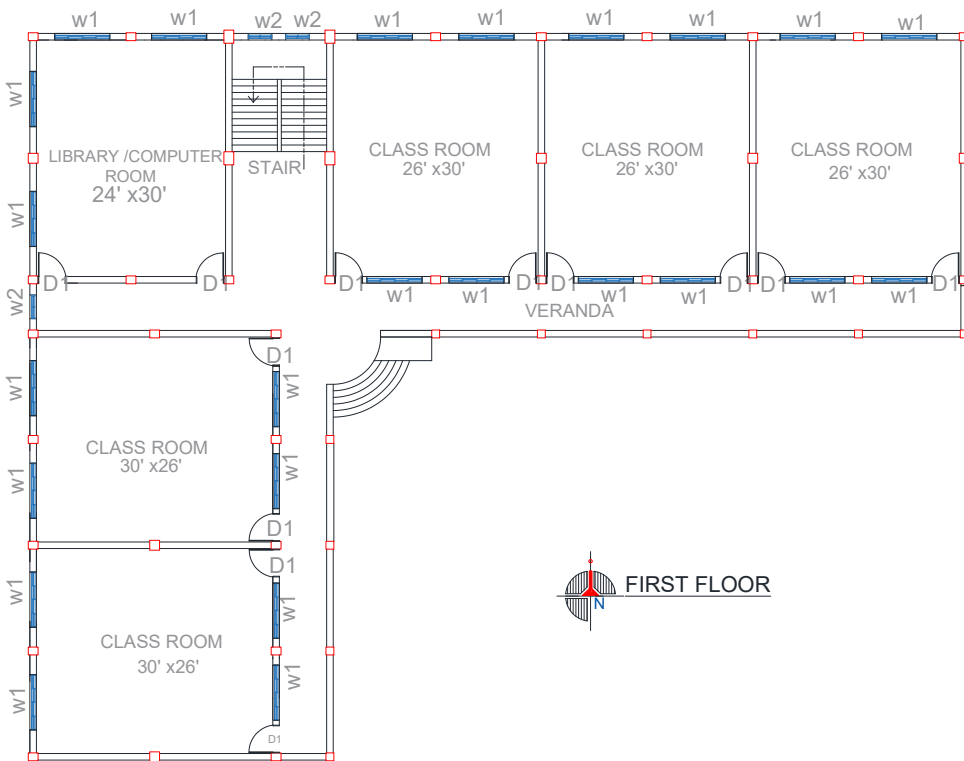 w1 w1 w2 w2 w1 w1 w1 w1 w1 w1
w1
LIBRARY /COMPUTER
ROOM
24' x30'
STAIR
CLASS ROOM
26' x30'
CLASS ROOM
26' x30'
CLASS ROOM
26' x30'
w1
D1 D1 D1 D1 D1 D1 D1 D1
w1 w1 w1 w1 w1 w1
w2
VERANDA
D1
w1
w1
CLASS ROOM
30' x26'
w1
w1
D1
D1
w1
w1
CLASS ROOM
30' x26'
w1
w1
D1
N
FIRST FLOOR